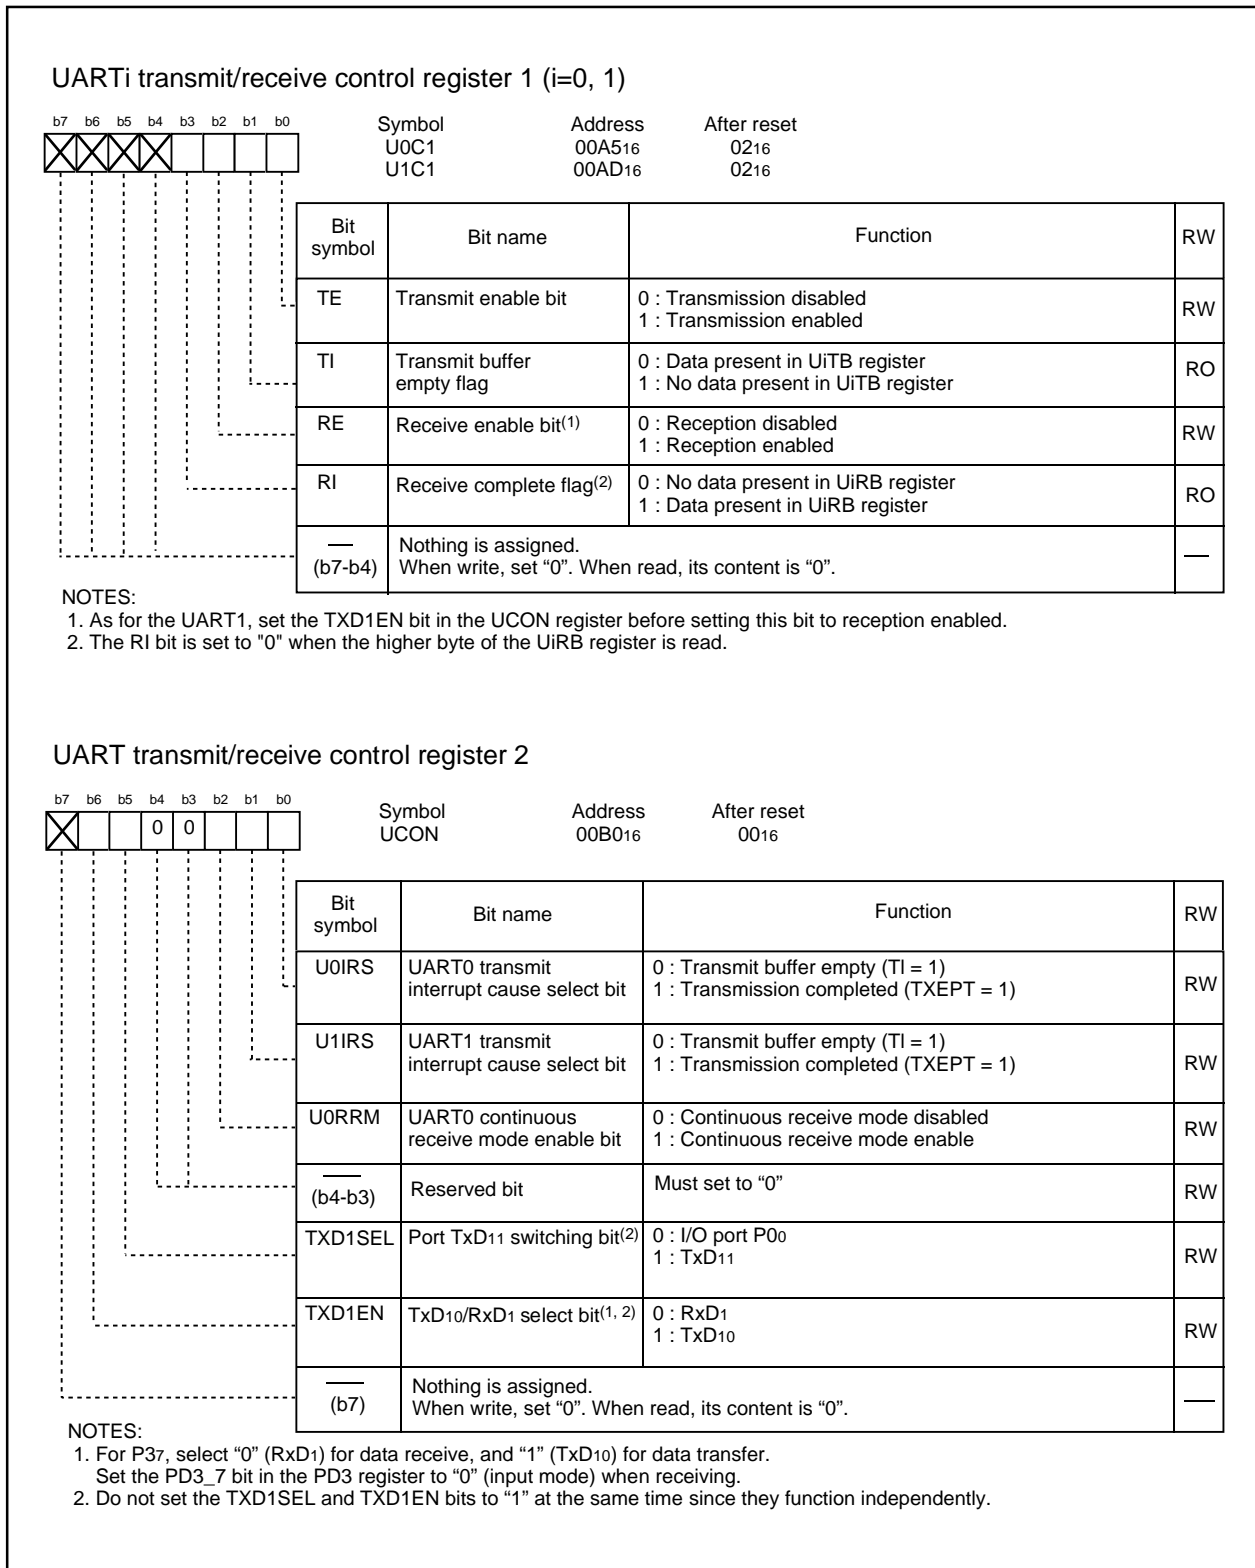 UARTi transmit/receive control register 1 (i=0, 1)
b7 b6 b5 b4 b3 b2 b1 b0
Symbol Address After reset
U0C1 00A516 0216
U1C1 00AD16 0216
Bit symbol Bit name Function RW
TE Transmit enable bit 0 : Transmission disabled
1 : Transmission enabled RW
TI Transmit buffer 0 : Data present in UiTB register
empty flag 1 : No data present in UiTB register RO
RE Receive enable bit(1) 0 : Reception disabled
1 : Reception enabled RW
RI Receive complete flag(2) 0 : No data present in UiRB register
1 : Data present in UiRB register RO
(b7-b4) Nothing is assigned.
When write, set “0”. When read, its content is “0”.
NOTES:
1. As for the UART1, set the TXD1EN bit in the UCON register before setting this bit to reception enabled.
2. The RI bit is set to "0" when the higher byte of the UiRB register is read.
UART transmit/receive control register 2
b7 b6 b5 b4 b3 b2 b1 b0
0 0
Symbol Address After reset
UCON 00B016 0016
Bit symbol Bit name Function RW
U0IRS UART0 transmit 0 : Transmit buffer empty (TI = 1)
interrupt cause select bit 1 : Transmission completed (TXEPT = 1) RW
U1IRS UART1 transmit 0 : Transmit buffer empty (TI = 1)
interrupt cause select bit 1 : Transmission completed (TXEPT = 1) RW
U0RRM UART0 continuous 0 : Continuous receive mode disabled
receive mode enable bit 1 : Continuous receive mode enable RW
(b4-b3) Reserved bit Must set to “0” RW
TXD1SEL Port TxD11 switching bit(2) 0 : I/O port P00
1 : TxD11 RW
TXD1EN TxD10/RxD1 select bit(1, 2) 0 : RxD1
1 : TxD10 RW
(b7) Nothing is assigned.
When write, set “0”. When read, its content is “0”.
NOTES:
1. For P37, select “0” (RxD1) for data receive, and “1” (TxD10) for data transfer.
Set the PD3_7 bit in the PD3 register to “0” (input mode) when receiving.
2. Do not set the TXD1SEL and TXD1EN bits to “1” at the same time since they function independently.